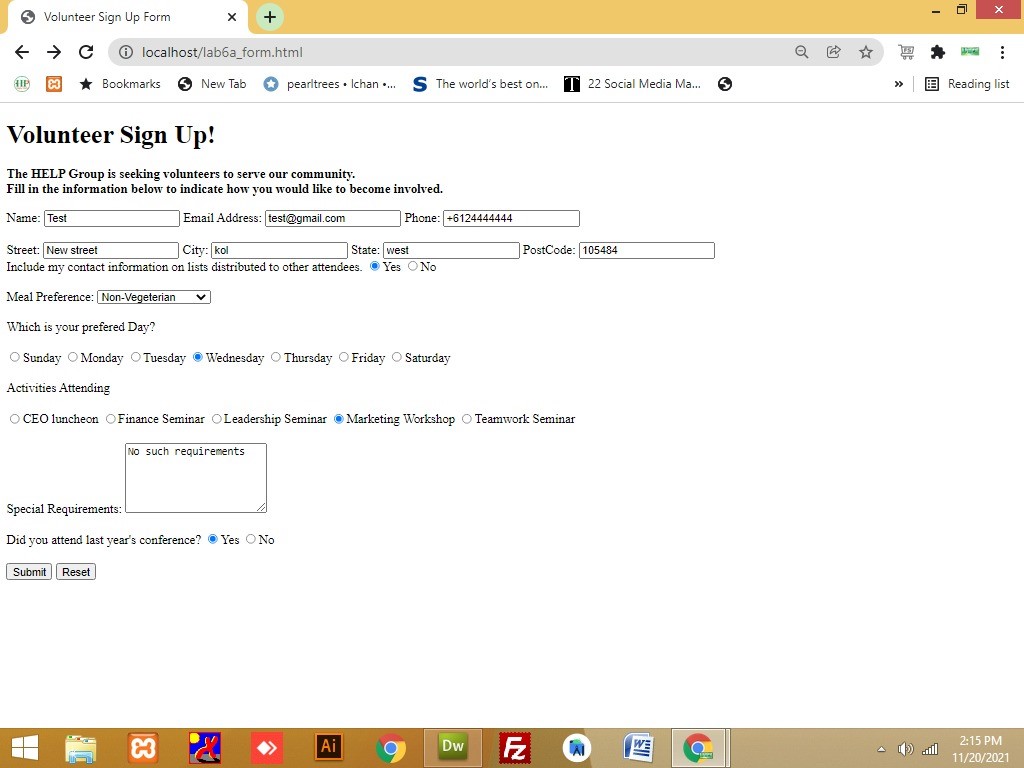 Volunteer Sign Up Form
localhost/lab6a_form.html
Bookmarks New Tab pearltrees • lchan •... S The world's best on... T 22 Social Media Ma... » Reading list
Volunteer Sign Up!
The HELP Group is seeking volunteers to serve our community.
Fill in the information below to indicate how you would like to become involved.
Name: Test Email Address: test@gmail.com Phone: +6124444444
Street: New street City: kol State: west PostCode: 105484
Include my contact information on lists distributed to other attendees. Yes No
Meal Preference: Non-Vegeterian
Which is your prefered Day?
Sunday Monday Tuesday Wednesday Thursday Friday Saturday
Activities Attending
CEO luncheon Finance Seminar Leadership Seminar Marketing Workshop Teamwork Seminar
No such requirements
Special Requirements:
Did you attend last year's conference? Yes No
Submit Reset
Ai Dw Fz W
2:15 PM
11/20/2021